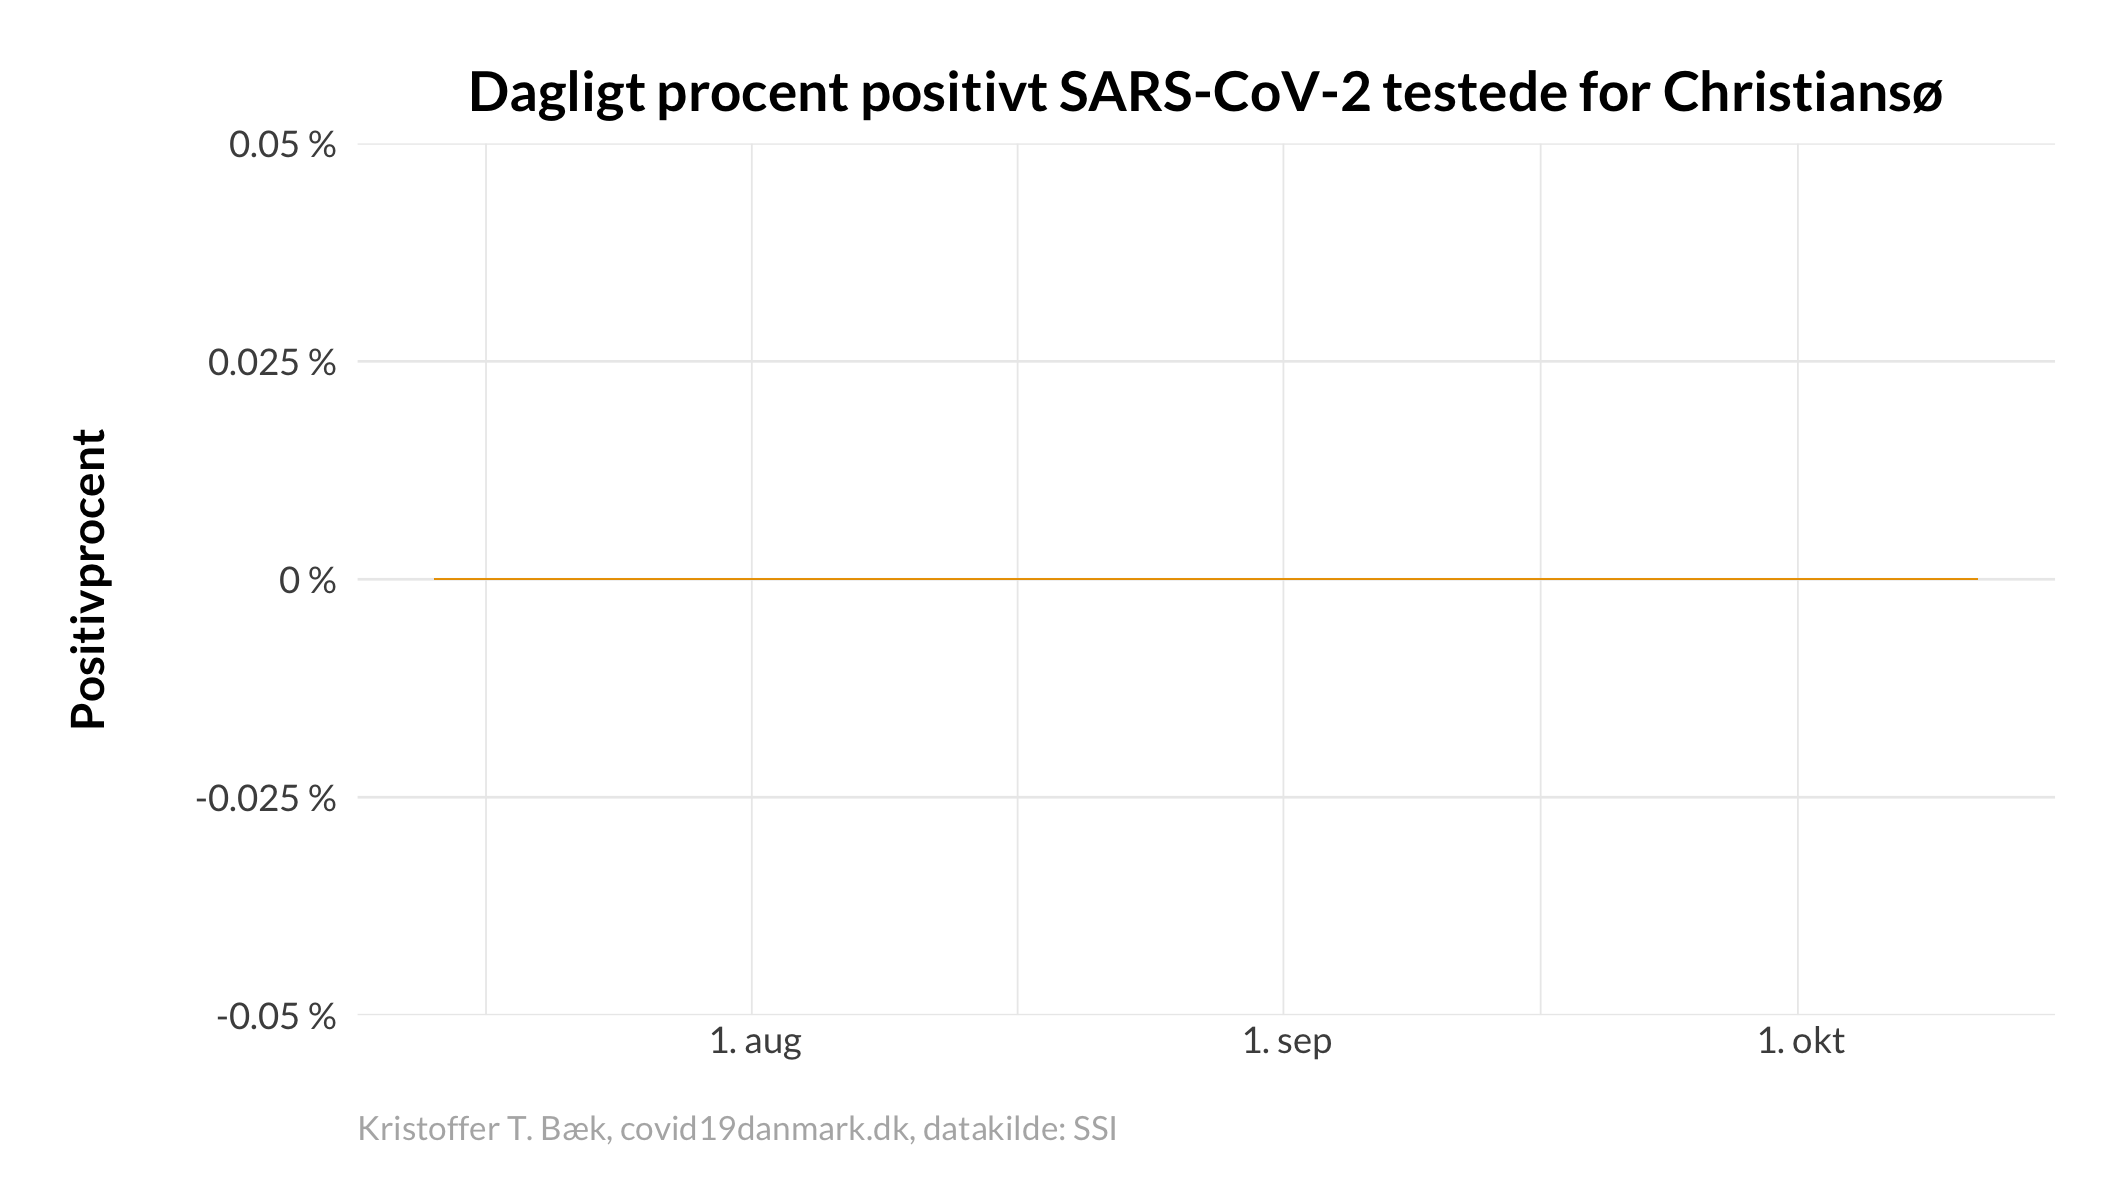 Dagligt procent positivt SARS-CoV-2 testede for Christiansø
0.05 %
0.025 %
0 %
-0.025 %
-0.05 %
Positivprocent
1. aug
1. sep
1. okt
Kristoffer T. Bæk, covid19danmark.dk, datakilde: SSI